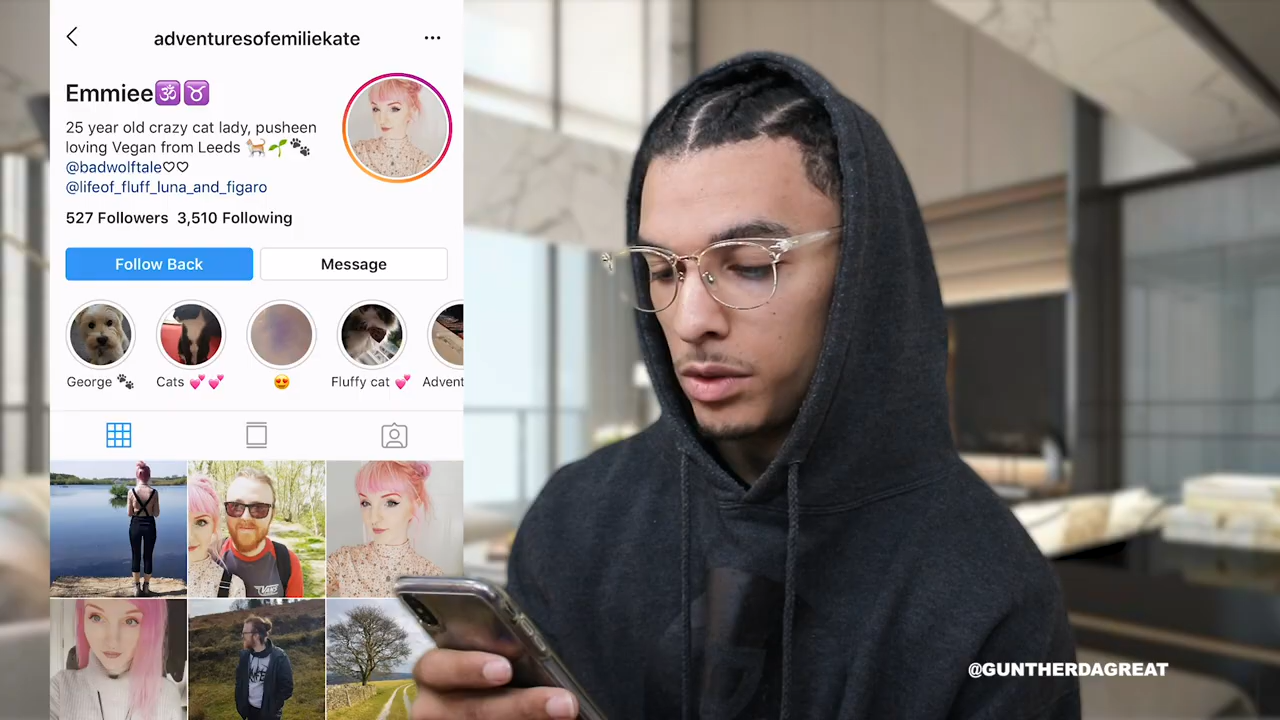 adventuresofemiliekate
Emmiee🕉️♉
25 year old crazy cat lady, pusheen
loving Vegan from Leeds 🐈🌱🐾
@badwolftale♡♡
@lifeof_fluff_luna_and_figaro
527 Followers 3,510 Following
Follow Back
Message
George 🐾
Cats 💕💕
😍
Fluffy cat 💕
Advent
VANS
@GUNTHERDAGREAT